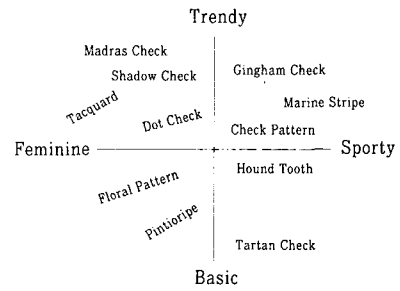 Trendy
Madras Check
Shadow Check
Gingham Check
Tacquard
Marine Stripe
Dot Check
Check Pattern
Feminine
Sporty
Hound Tooth
Floral Pattern
Pintioripe
Tartan Check
Basic